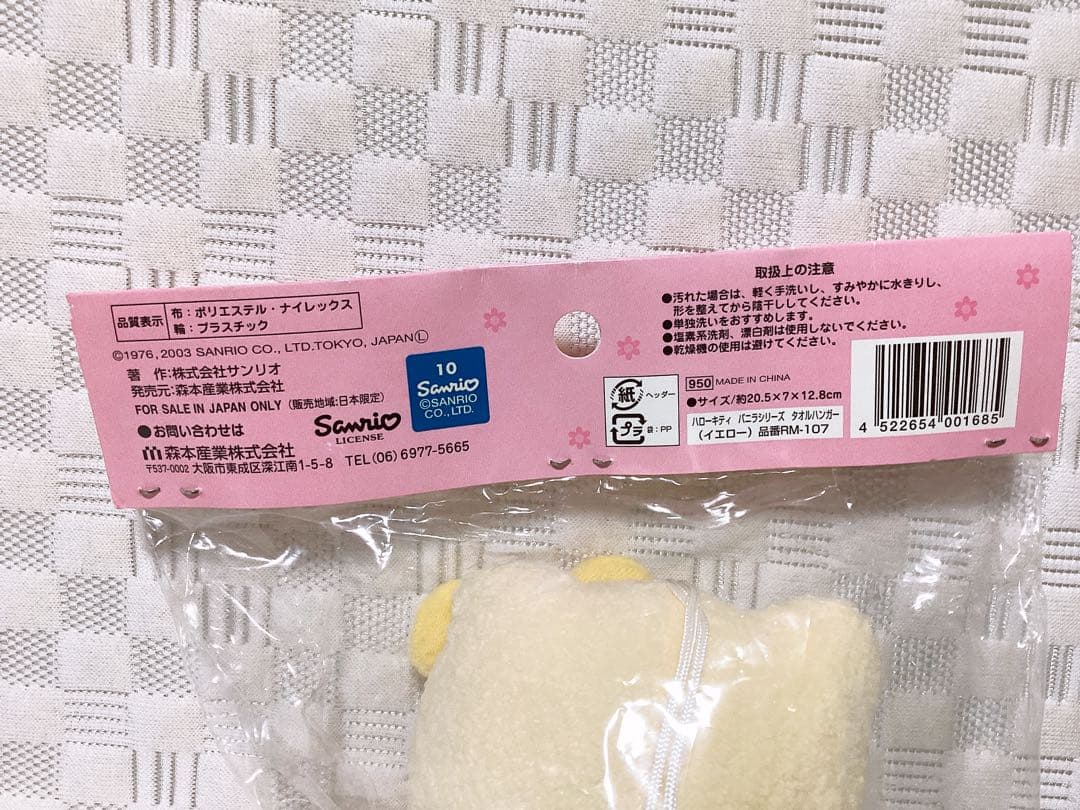 品質表示
布：ポリエステル・ナイレックス
輪：プラスチック
©1976, 2003 SANRIO CO., LTD.TOKYO, JAPAN Ⓛ
著 作:株式会社サンリオ
発売元:森本産業株式会社
FOR SALE IN JAPAN ONLY (販売地域:日本限定)
●お問い合わせは
森本産業株式会社
〒537-0002 大阪市東成区深江南1-5-8 TEL(06)6977-5665
Sanrio
LICENSE
10
Sanrio
©SANRIO
CO., LTD.
取扱上の注意
●汚れた場合は、軽く手洗いし、すみやかに水きりし、
形を整えてから陰干ししてください。
●単独洗いをおすすめします。
●塩素系洗剤、漂白剤は使用しないでください。
●乾燥機の使用は避けてください。
紙 ヘッダー
プラ 袋：PP
950 MADE IN CHINA
●サイズ/約20.5×7×12.8cm
ハローキティ バニラシリーズ タオルハンガー
(イエロー)品番RM-107
4 522654 001685